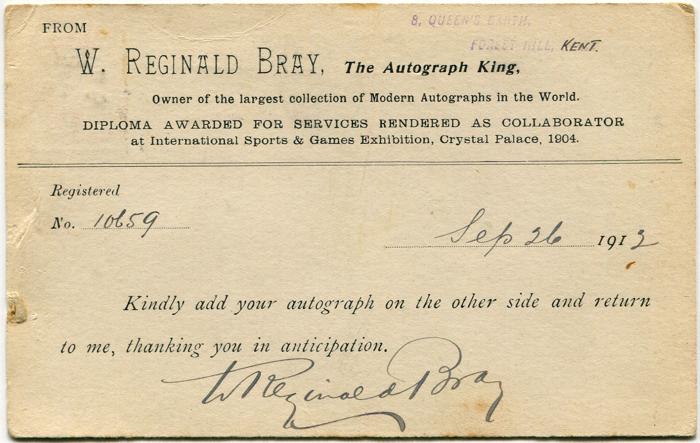 8, QUEEN'S GARTH,
FROM
FOREST HILL, KENT.
W. REGINALD BRAY, The Autograph King,
Owner of the largest collection of Modern Autographs in the World.
DIPLOMA AWARDED FOR SERVICES RENDERED AS COLLABORATOR
at International Sports & Games Exhibition, Crystal Palace, 1904.
Registered
No. 10659
Sep 26 1912
Kindly add your autograph on the other side and return
to me, thanking you in anticipation.
W Reginald Bray